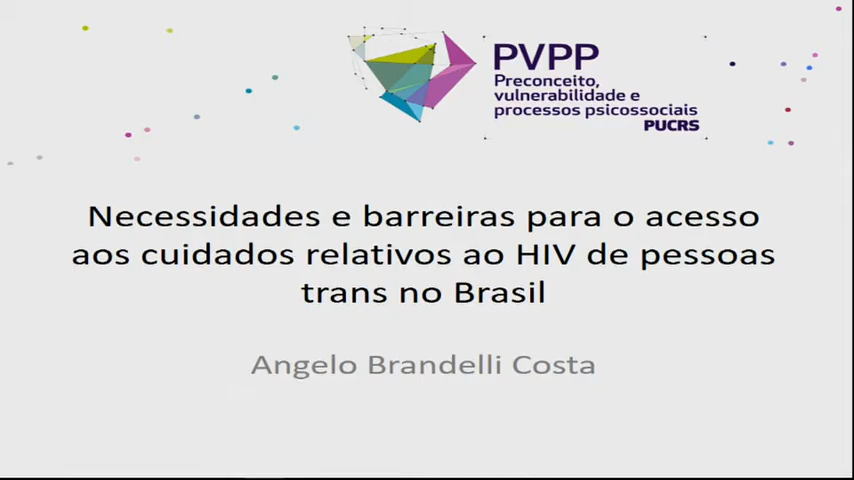 PVPP
Preconceito,
vulnerabilidade e
processos psicossociais
PUCRS
Necessidades e barreiras para o acesso
aos cuidados relativos ao HIV de pessoas
trans no Brasil
Angelo Brandelli Costa